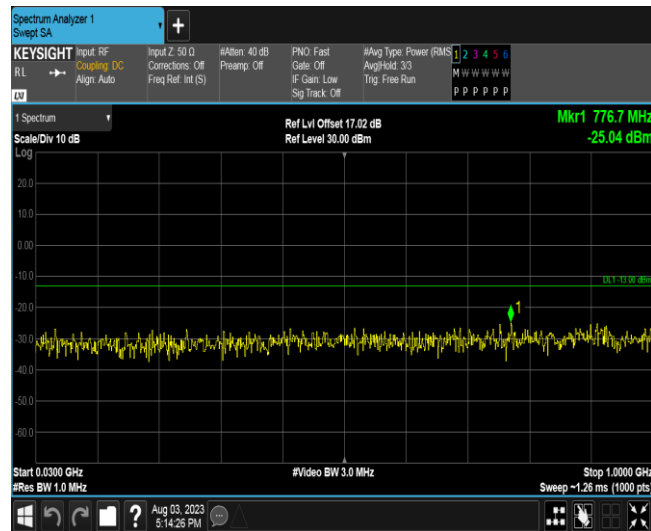 Spectrum Analyzer 1
Swept SA
+
KEYSIGHT
RL
LXI
Input: RF
Coupling: DC
Align: Auto
Input Z: 50 Ω
Corrections: Off
Freq Ref: Int (S)
#Atten: 40 dB
Preamp: Off
PNO: Fast
Gate: Off
IF Gain: Low
Sig Track: Off
#Avg Type: Power (RMS
Avg|Hold: 3/3
Trig: Free Run
1 2 3 4 5 6
M W W W W W
P P P P P P
1 Spectrum
Scale/Div 10 dB
Log
Ref Lvl Offset 17.02 dB
Ref Level 30.00 dBm
Mkr1 776.7 MHz
-25.04 dBm
20.0
10.0
0.00
-10.0
DL1 -13.00 dBm
-20.0
1
-30.0
-40.0
-50.0
-60.0
Start 0.0300 GHz
#Video BW 3.0 MHz
Stop 1.0000 GHz
#Res BW 1.0 MHz
Sweep ~1.26 ms (1000 pts)
?
Aug 03, 2023
5:14:26 PM